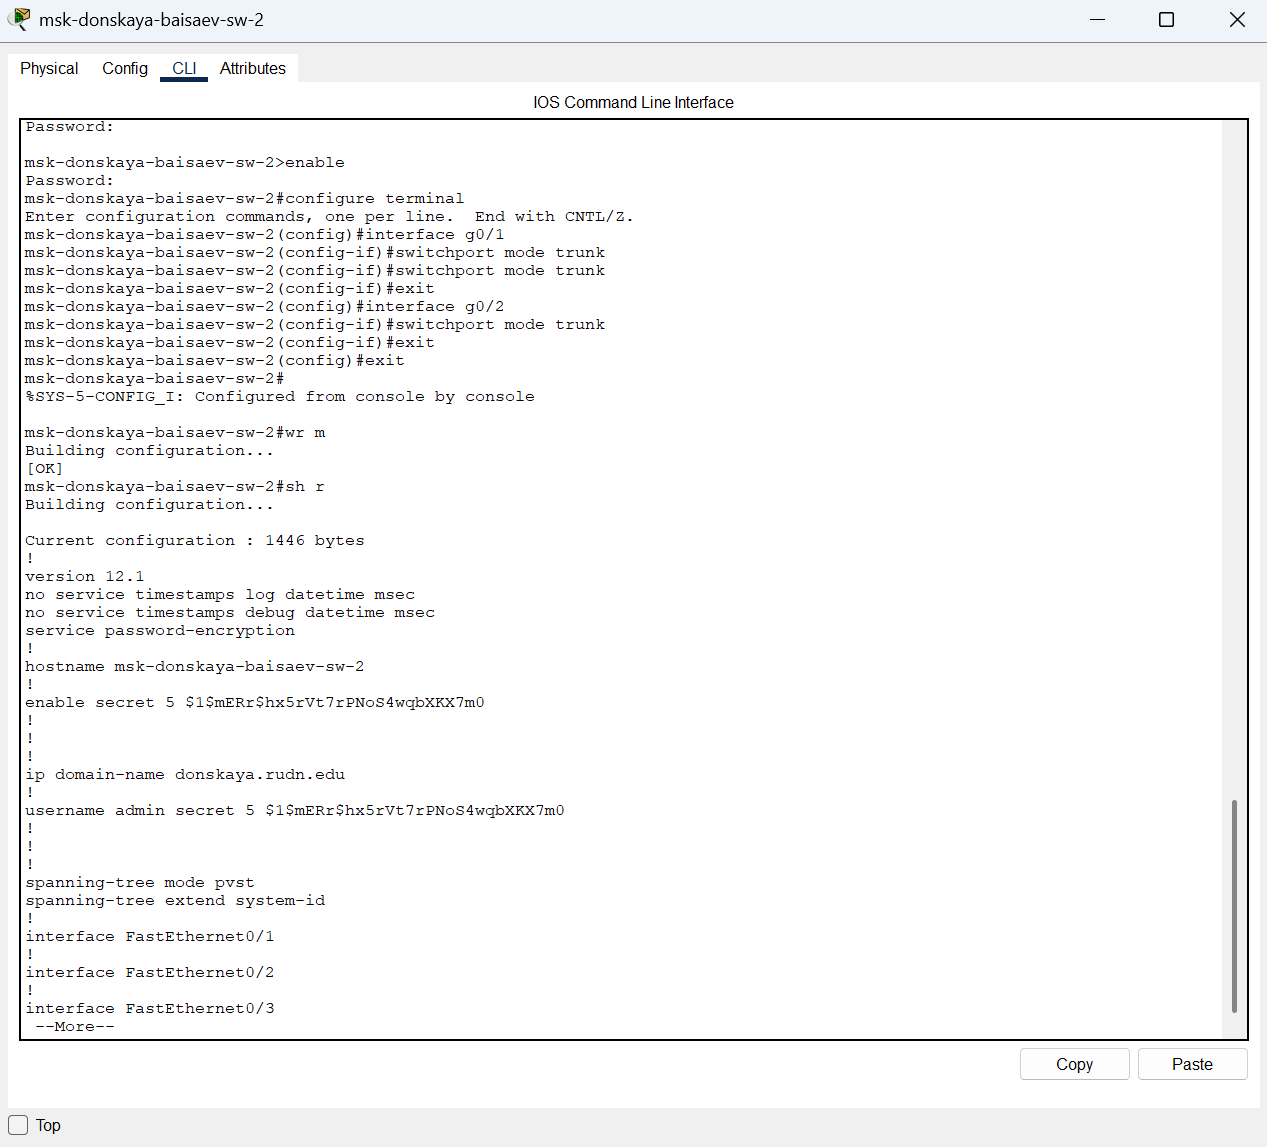 msk-donskaya-baisaev-sw-2
Physical Config CLI Attributes
IOS Command Line Interface
Password:
msk-donskaya-baisaev-sw-2>enable
Password:
msk-donskaya-baisaev-sw-2#configure terminal
Enter configuration commands, one per line.  End with CNTL/Z.
msk-donskaya-baisaev-sw-2(config)#interface g0/1
msk-donskaya-baisaev-sw-2(config-if)#switchport mode trunk
msk-donskaya-baisaev-sw-2(config-if)#switchport mode trunk
msk-donskaya-baisaev-sw-2(config-if)#exit
msk-donskaya-baisaev-sw-2(config)#interface g0/2
msk-donskaya-baisaev-sw-2(config-if)#switchport mode trunk
msk-donskaya-baisaev-sw-2(config-if)#exit
msk-donskaya-baisaev-sw-2(config)#exit
msk-donskaya-baisaev-sw-2#
%SYS-5-CONFIG_I: Configured from console by console
msk-donskaya-baisaev-sw-2#wr m
Building configuration...
[OK]
msk-donskaya-baisaev-sw-2#sh r
Building configuration...
Current configuration : 1446 bytes
!
version 12.1
no service timestamps log datetime msec
no service timestamps debug datetime msec
service password-encryption
!
hostname msk-donskaya-baisaev-sw-2
!
enable secret 5 $1$mERr$hx5rVt7rPNoS4wqbXKX7m0
!
!
!
ip domain-name donskaya.rudn.edu
!
username admin secret 5 $1$mERr$hx5rVt7rPNoS4wqbXKX7m0
!
!
!
spanning-tree mode pvst
spanning-tree extend system-id
!
interface FastEthernet0/1
!
interface FastEthernet0/2
!
interface FastEthernet0/3
--More--
Copy Paste
Top